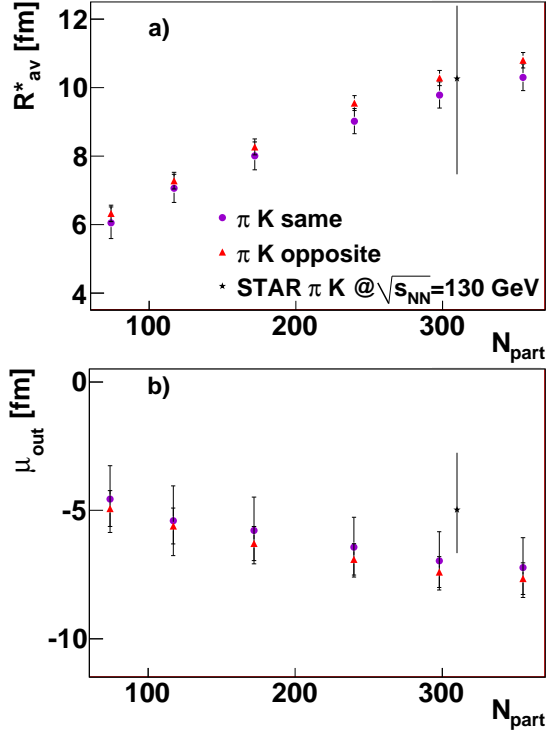 R*av [fm]
a)
12
10
8
6
4
π K same
π K opposite
STAR π K @√sNN=130 GeV
100 200 300
Npart
μout [fm]
b)
0
-5
-10
100 200 300
Npart